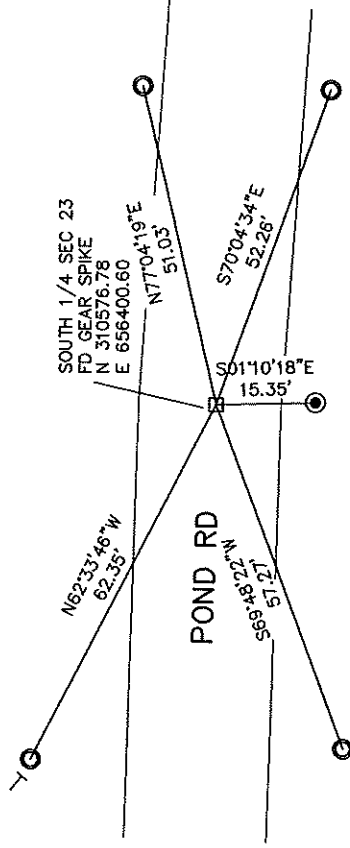 SOUTH 1/4 SEC 23
FD GEAR SPIKE
N 310576.78
E 656400.60
N62°33'46"W
62.35'
N77°04'19"E
51.03'
S70°04'34"E
52.26'
S01°10'18"E
15.35'
POND RD
S69°48'22"W
57.27'